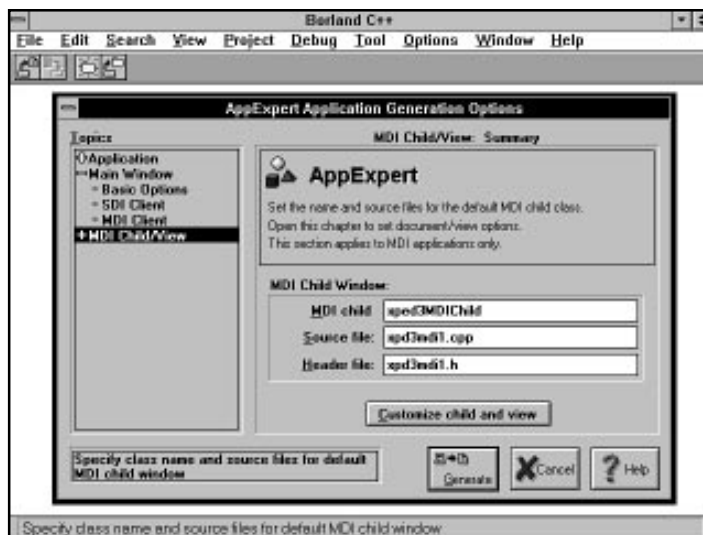 Borland C++
File Edit Search View Project Debug Tool Options Window Help
AppExpert Application Generation Options
Topics
MDI Child/View: Summary
Application
Main Window
Basic Options
SDI Client
MDI Client
MDI Child/View
AppExpert
Set the name and source files for the default MDI child class.
Open this chapter to set document/view options.
This section applies to MDI applications only.
MDI Child Window:
MDI child xped3MDIChild
Source file: xpd3mdi1.cpp
Header file: xpd3mdi1.h
Customize child and view
Specify class name and source files for default
MDI child window
Generate
Cancel
Help
Specify class name and source files for default MDI child window